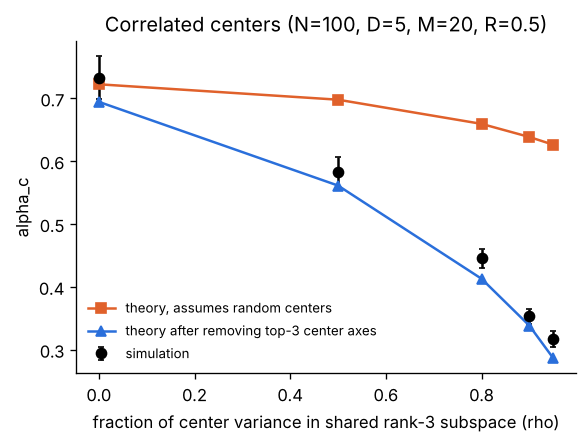 Correlated centers (N=100, D=5, M=20, R=0.5)
alpha_c
0.7
0.6
0.5
0.4
0.3
theory, assumes random centers
theory after removing top-3 center axes
simulation
0.0 0.2 0.4 0.6 0.8
fraction of center variance in shared rank-3 subspace (rho)